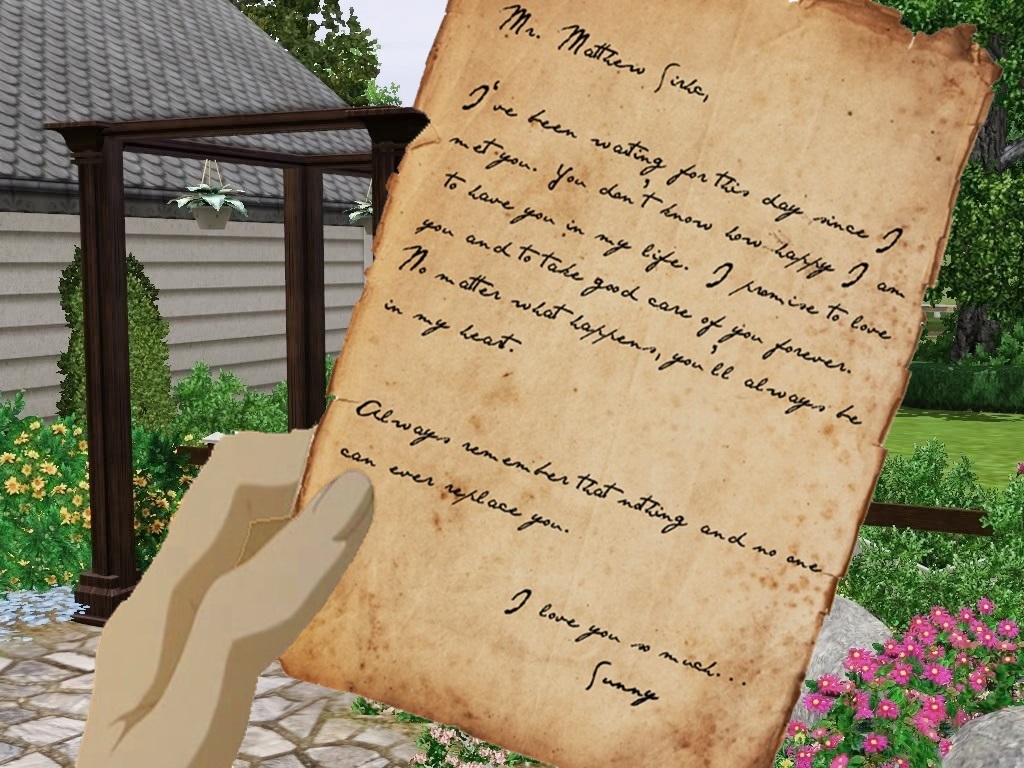 Mr. Matthew Sirka,
I've been waiting for this day since I
met you. You don't know how happy I am
to have you in my life. I promise to love
you and to take good care of you forever.
No matter what happens, you'll always be
in my heart.
Always remember that nothing and no one
can ever replace you.
I love you so much...
Sunny